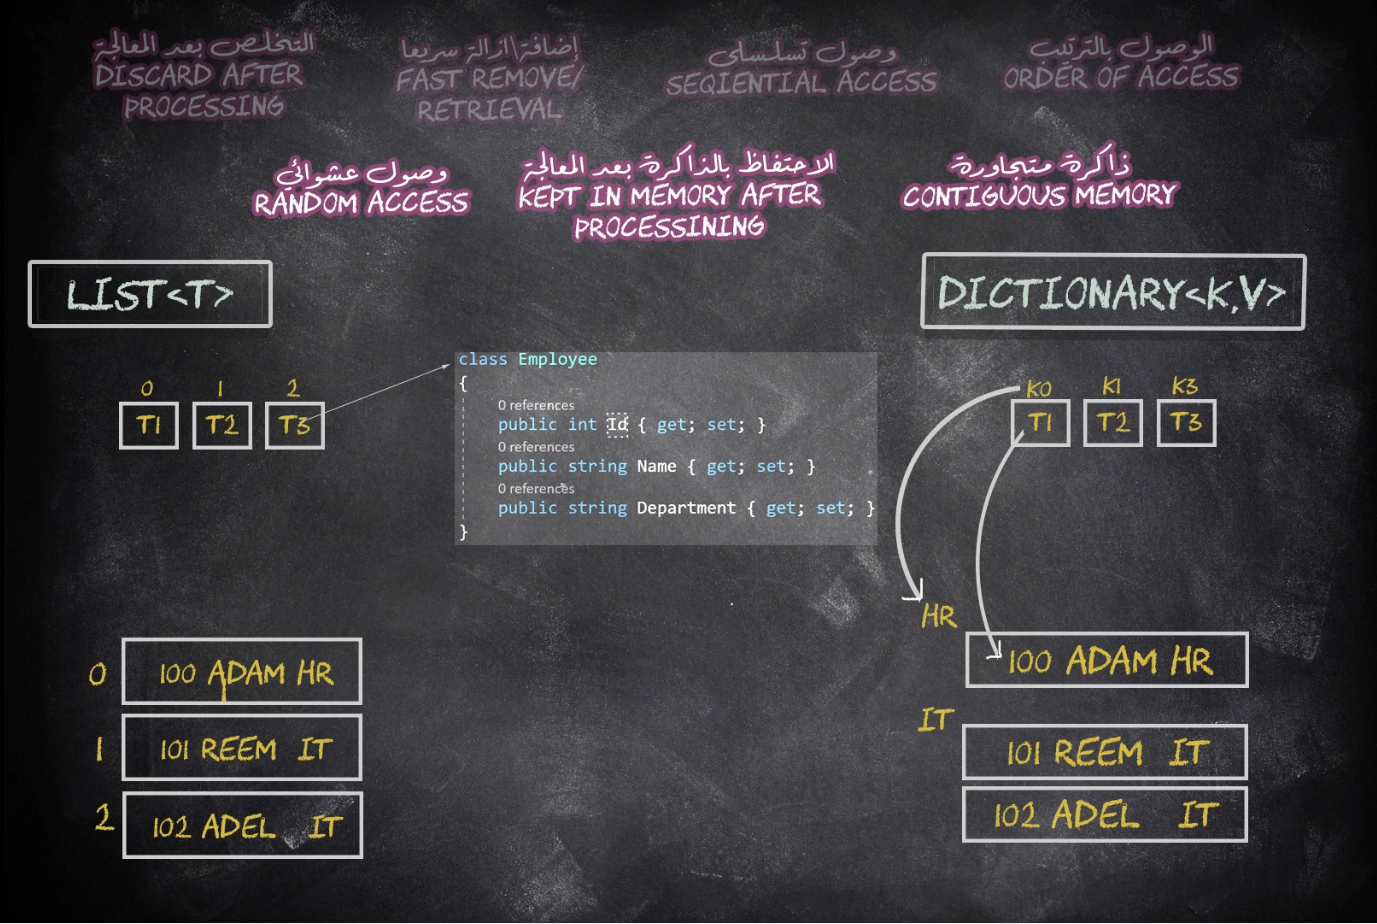 التخلص بعد المعالجة
DISCARD AFTER
PROCESSING
إضافة\ازالة سريعا
FAST REMOVE/
RETRIEVAL
وصول تسلسلي
SEQIENTIAL ACCESS
الوصول بالترتيب
ORDER OF ACCESS
وصول عشوائي
RANDOM ACCESS
الاحتفاظ بالذاكرة بعد المعالجة
KEPT IN MEMORY AFTER
PROCESSINING
ذاكرة متجاورة
CONTIGUOUS MEMORY
LIST<T>
DICTIONARY<K,V>
0 1 2
T1 T2 T3
class Employee
{
0 references
public int Id { get; set; }
0 references
public string Name { get; set; }
0 references
public string Department { get; set; }
}
K0 K1 K3
T1 T2 T3
0 100 ADAM HR
1 101 REEM IT
2 102 ADEL IT
HR
100 ADAM HR
IT
101 REEM IT
102 ADEL IT